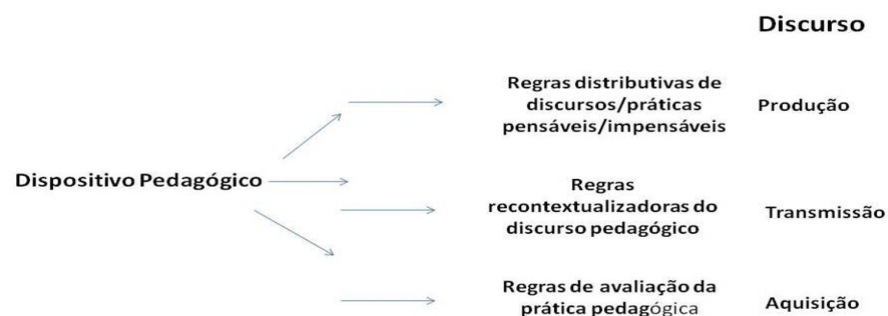 Discurso
Regras distributivas de
discursos/práticas
pensáveis/impensáveis
Produção
Dispositivo Pedagógico
Regras
recontextualizadoras do
discurso pedagógico
Transmissão
Regras de avaliação da
prática pedagógica
Aquisição